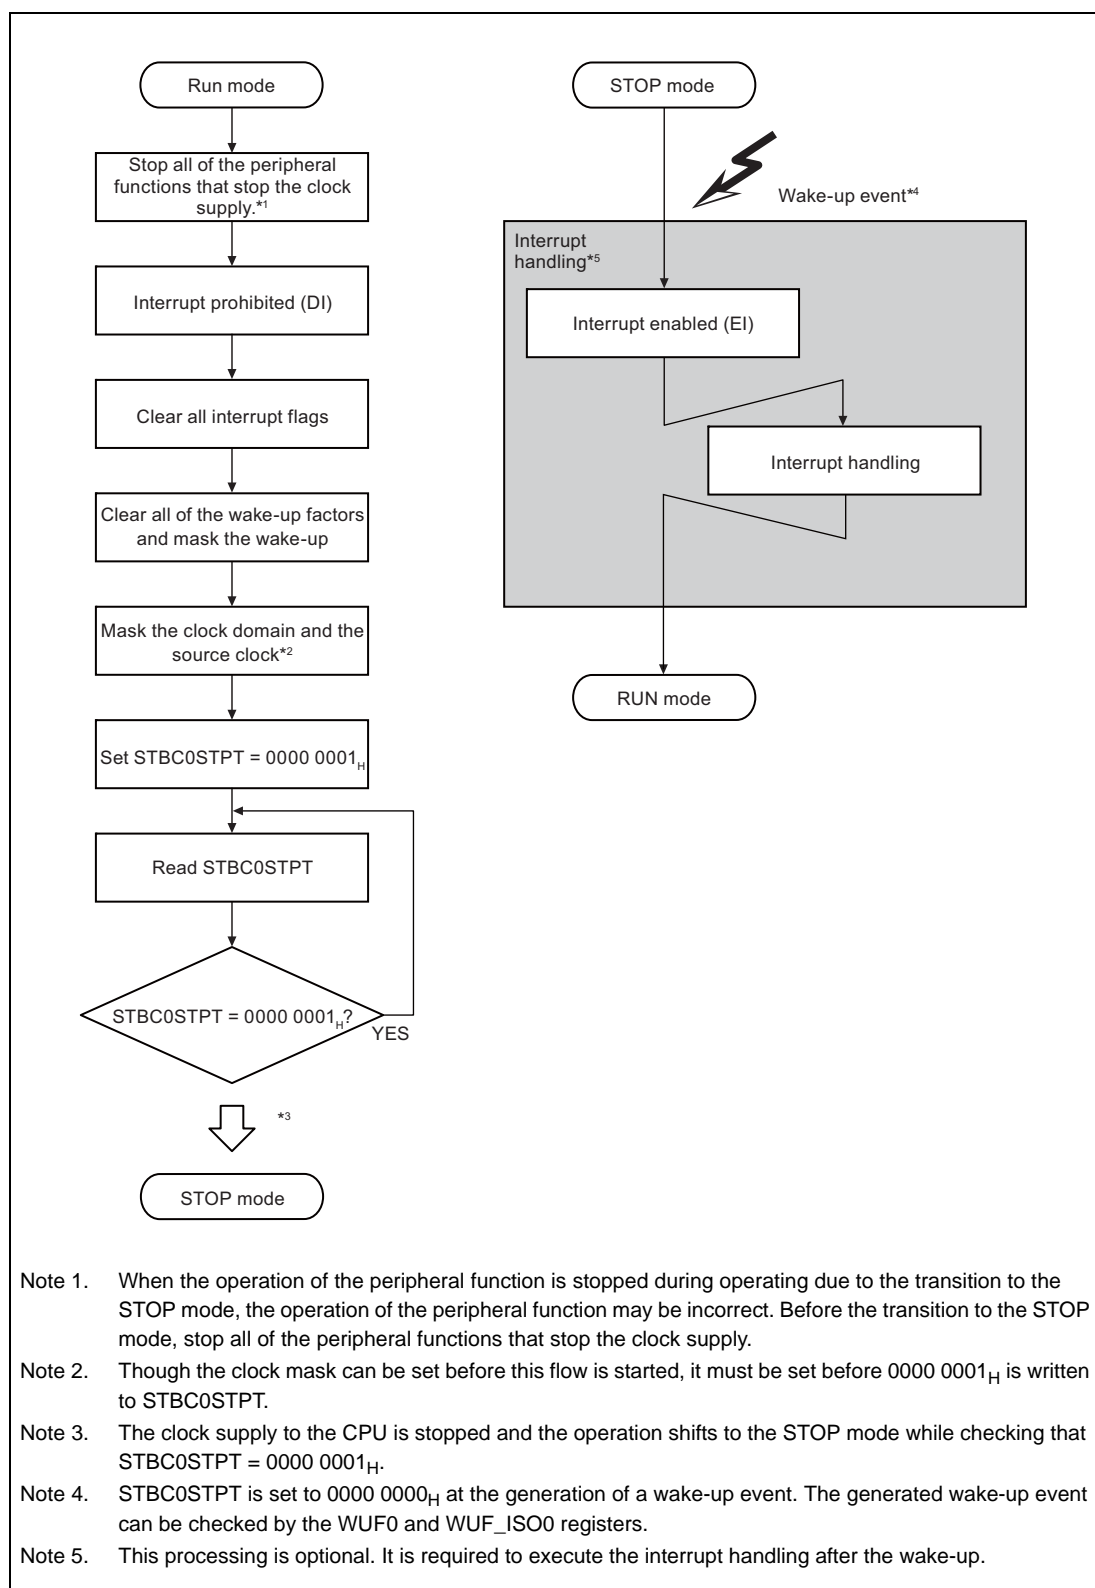 Run mode
Stop all of the peripheral
functions that stop the clock
supply.*1
Interrupt prohibited (DI)
Clear all interrupt flags
Clear all of the wake-up factors
and mask the wake-up
Mask the clock domain and the
source clock*2
Set STBC0STPT = 0000 0001H
Read STBC0STPT
STBC0STPT = 0000 0001H?
YES
*3
STOP mode
STOP mode
Wake-up event*4
Interrupt
handling*5
Interrupt enabled (EI)
Interrupt handling
RUN mode
Note 1. When the operation of the peripheral function is stopped during operating due to the transition to the
STOP mode, the operation of the peripheral function may be incorrect. Before the transition to the STOP
mode, stop all of the peripheral functions that stop the clock supply.
Note 2. Though the clock mask can be set before this flow is started, it must be set before 0000 0001H is written
to STBC0STPT.
Note 3. The clock supply to the CPU is stopped and the operation shifts to the STOP mode while checking that
STBC0STPT = 0000 0001H.
Note 4. STBC0STPT is set to 0000 0000H at the generation of a wake-up event. The generated wake-up event
can be checked by the WUF0 and WUF_ISO0 registers.
Note 5. This processing is optional. It is required to execute the interrupt handling after the wake-up.